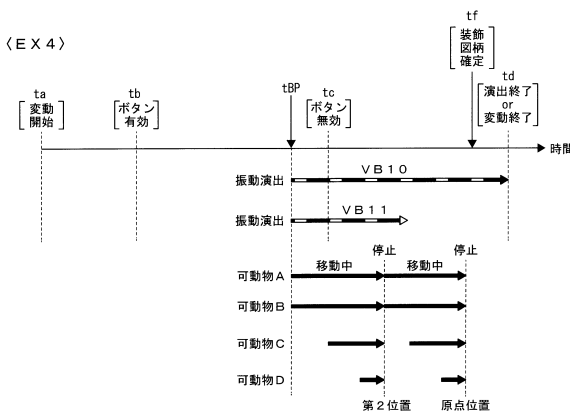 〈ＥＸ４〉
tf
装飾
図柄
確定
ta
変動
開始
tb
ボタン
有効
tBP
tc
ボタン
無効
td
演出終了
or
変動終了
時間
振動演出
ＶＢ１０
振動演出
ＶＢ１１
停止
停止
可動物Ａ
移動中
移動中
可動物Ｂ
可動物Ｃ
可動物Ｄ
第２位置
原点位置